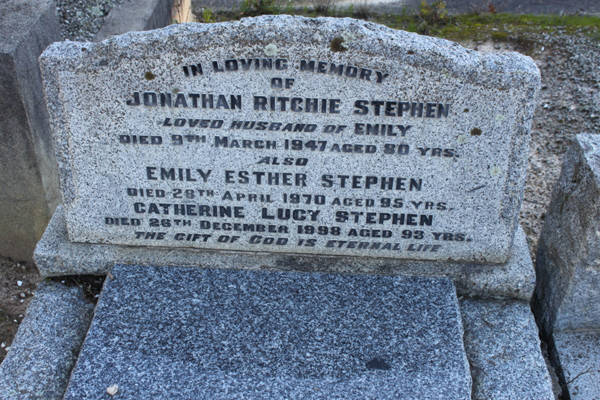 IN LOVING MEMORY
OF
JONATHAN RITCHIE STEPHEN
LOVED HUSBAND OF EMILY
DIED 9TH MARCH 1947 AGED 80 YRS.
ALSO
EMILY ESTHER STEPHEN
DIED 28TH APRIL 1970 AGED 95 YRS.
CATHERINE LUCY STEPHEN
DIED 26TH DECEMBER 1998 AGED 93 YRS.
THE GIFT OF GOD IS ETERNAL LIFE